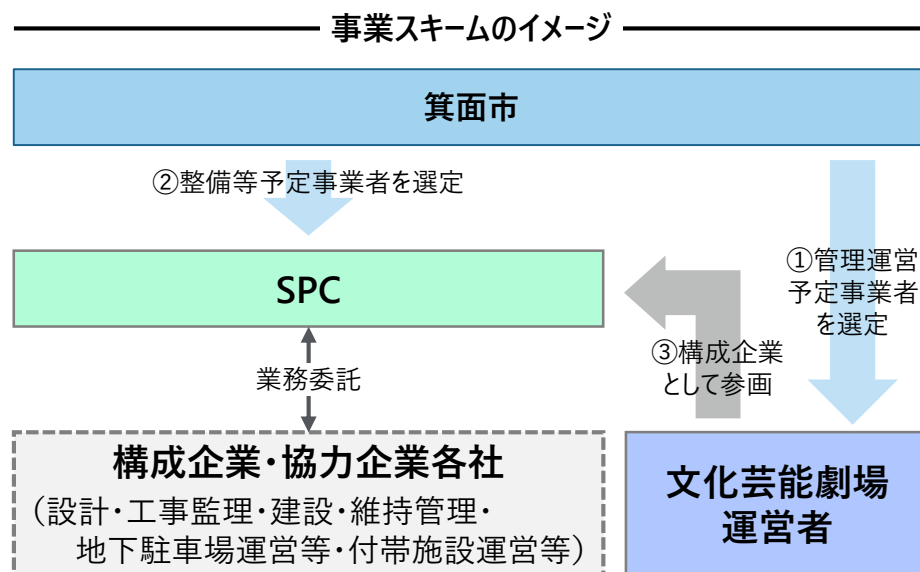 事業スキームのイメージ
箕面市
②整備等予定事業者を選定
①管理運営
予定事業者
を選定
SPC
③構成企業
として参画
業務委託
構成企業・協力企業各社
（設計・工事監理・建設・維持管理・
地下駐車場運営等・付帯施設運営等）
文化芸能劇場
運営者